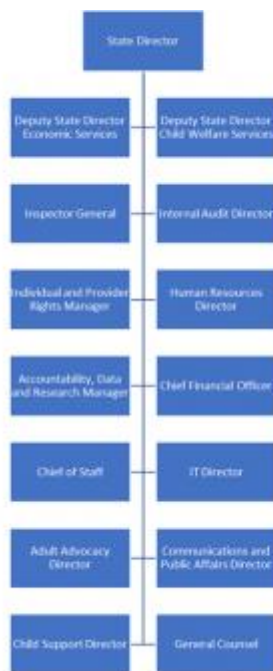 State Director
Deputy State Director
Economic Services
Deputy State Director
Child Welfare Services
Inspector General
Internal Audit Director
Individual and Provider
Rights Manager
Human Resources
Director
Accountability, Data
and Research Manager
Chief Financial Officer
Chief of Staff
IT Director
Adult Advocacy
Director
Communications and
Public Affairs Director
Child Support Director
General Counsel